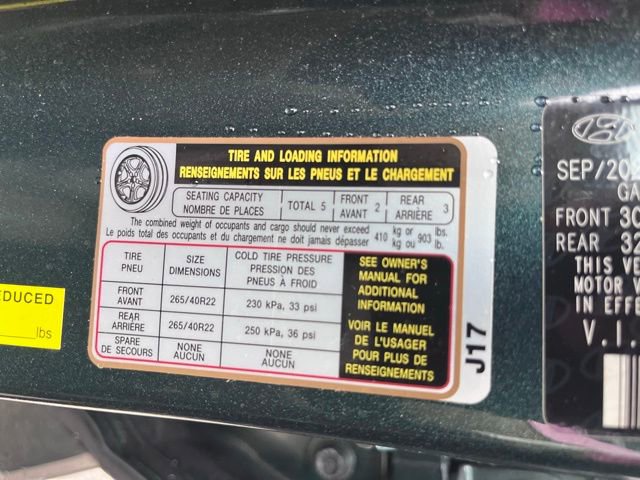 TIRE AND LOADING INFORMATION
RENSEIGNEMENTS SUR LES PNEUS ET LE CHARGEMENT
SEATING CAPACITY
NOMBRE DE PLACES
TOTAL 5
FRONT
AVANT
2
REAR
ARRIÈRE
3
The combined weight of occupants and cargo should never exceed 410 kg or 903 lbs.
Le poids total des occupants et du chargement ne doit jamais dépasser 410 kg ou 903 lb.
TIRE
PNEU
SIZE
DIMENSIONS
COLD TIRE PRESSURE
PRESSION DES
PNEUS À FROID
FRONT
AVANT
265/40R22
230 kPa, 33 psi
REAR
ARRIÈRE
265/40R22
250 kPa, 36 psi
SPARE
DE SECOURS
NONE
AUCUN
NONE
AUCUN
SEE OWNER'S
MANUAL FOR
ADDITIONAL
INFORMATION
VOIR LE MANUEL
DE L'USAGER
POUR PLUS DE
RENSEIGNEMENTS
J17
EDUCED
lbs
SEP/202
GA
FRONT 30
REAR 32
THIS VE
MOTOR V
IN EFFE
V.I.